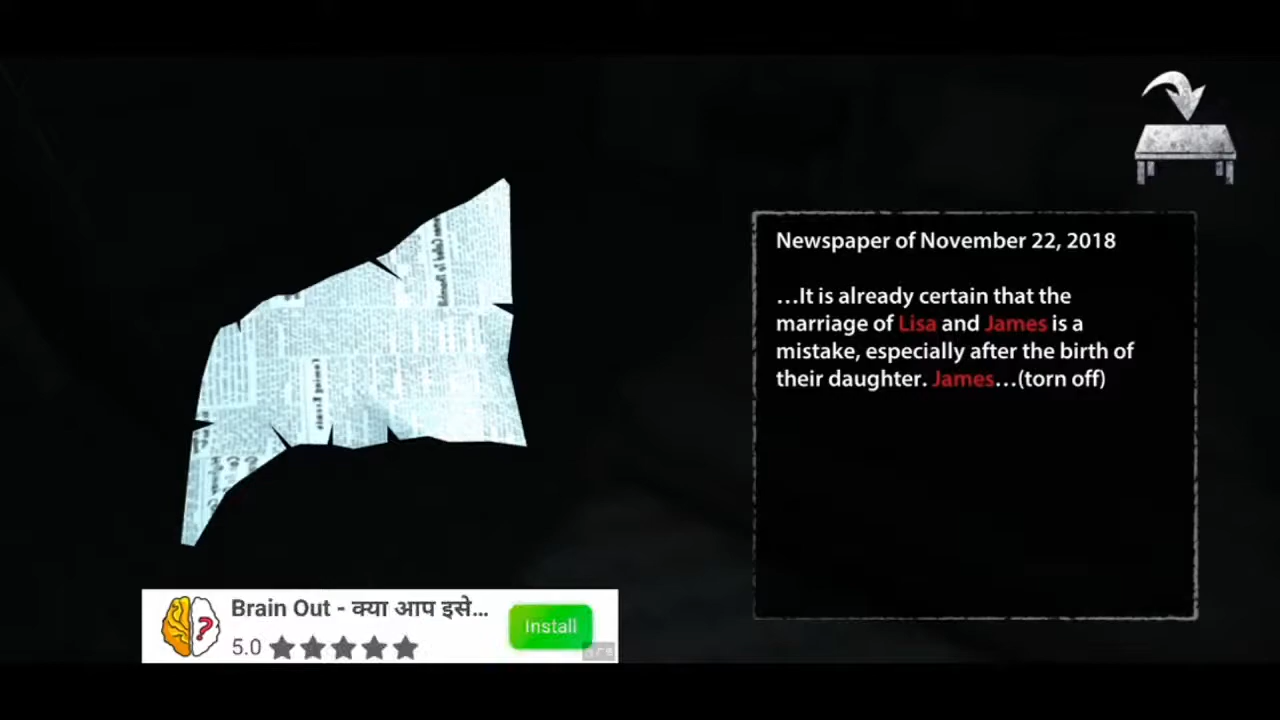 Newspaper of November 22, 2018
…It is already certain that the
marriage of Lisa and James is a
mistake, especially after the birth of
their daughter. James…(torn off)
Brain Out - क्या आप इसे...
5.0
Install